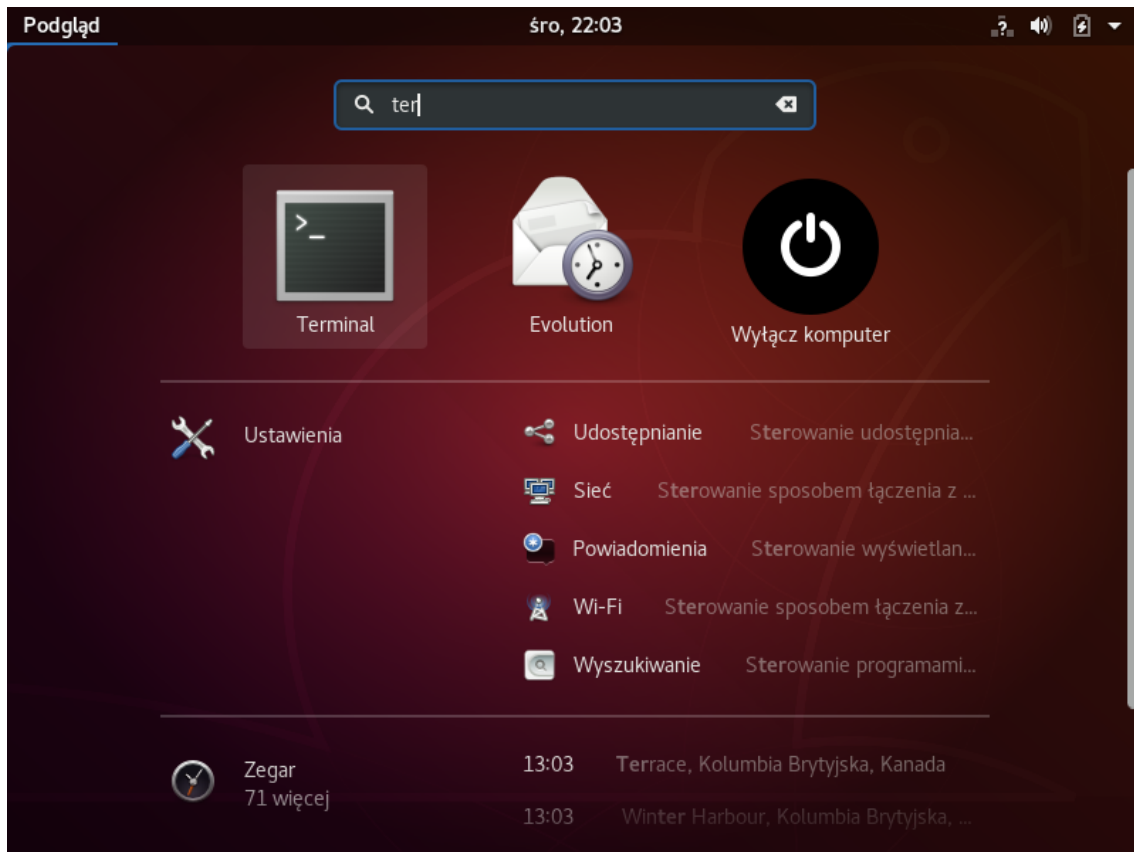 Podgląd
śro, 22:03
ter
Terminal
Evolution
Wyłącz komputer
Ustawienia
Udostępnianie Sterowanie udostępnia…
Sieć Sterowanie sposobem łączenia z …
Powiadomienia Sterowanie wyświetlan…
Wi-Fi Sterowanie sposobem łączenia z…
Wyszukiwanie Sterowanie programami…
Zegar
71 więcej
13:03 Terrace, Kolumbia Brytyjska, Kanada
13:03 Winter Harbour, Kolumbia Brytyjska, …